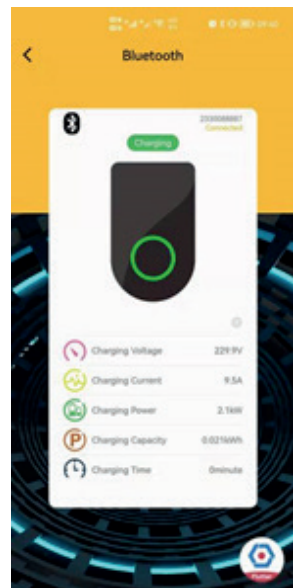 Bluetooth
2330088887
Connected
Charging
Charging Voltage 229.9V
Charging Current 9.5A
Charging Power 2.1kW
Charging Capacity 0.021kWh
Charging Time 0minute